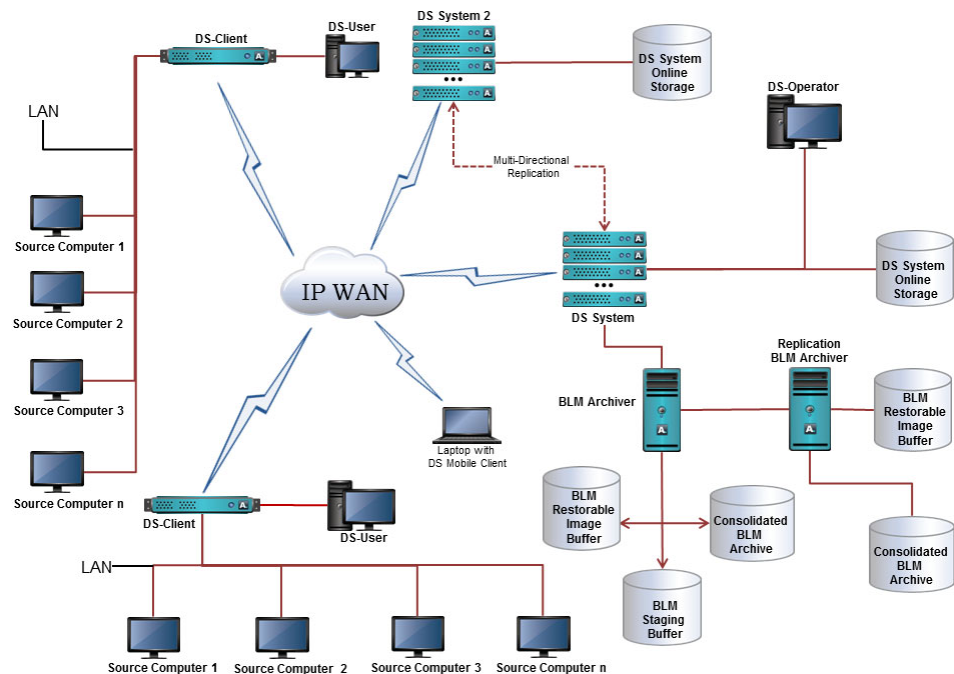 DS-Client
DS-User
DS System 2
DS System
Online
Storage
DS-Operator
LAN
Multi-Directional
Replication
Source Computer 1
Source Computer 2
Source Computer 3
Source Computer n
IP WAN
DS System
DS System
Online
Storage
Replication
BLM Archiver
BLM Archiver
BLM
Restorable
Image
Buffer
Laptop with
DS Mobile Client
DS-Client
DS-User
BLM
Restorable
Image
Buffer
Consolidated
BLM
Archive
Consolidated
BLM
Archive
BLM
Staging
Buffer
LAN
Source Computer 1
Source Computer 2
Source Computer 3
Source Computer n
A
A
A
A
A
A
A
A
A
A
A
A